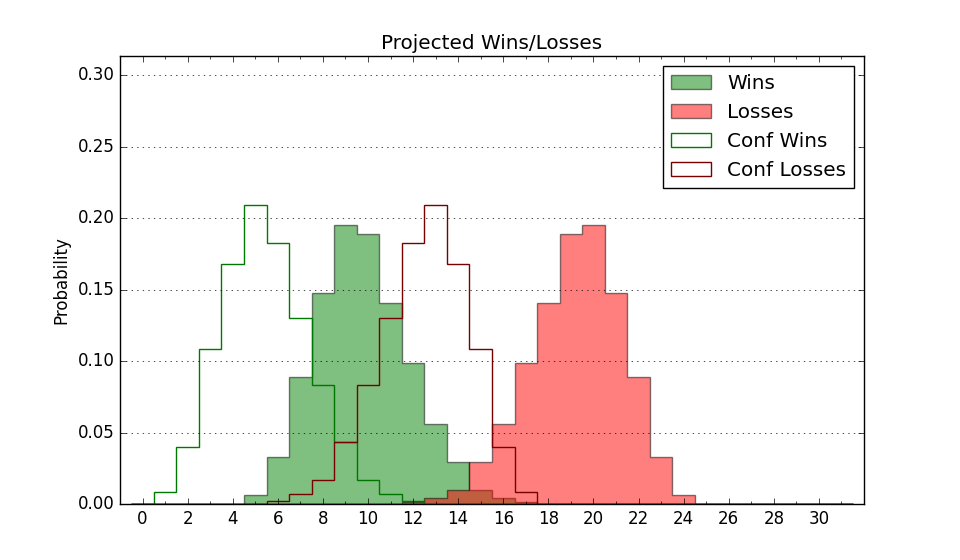 Projected Wins/Losses
Wins
Losses
Conf Wins
Conf Losses
Probability
0.30
0.25
0.20
0.15
0.10
0.05
0.00
0 2 4 6 8 10 12 14 16 18 20 22 24 26 28 30